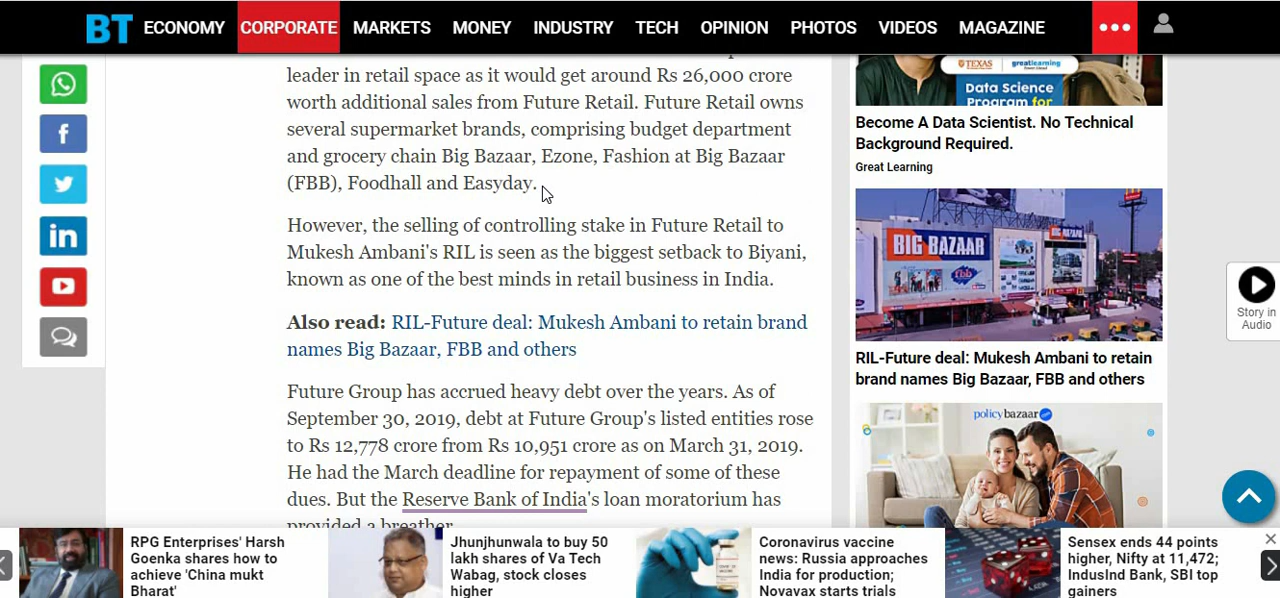 BT ECONOMY CORPORATE MARKETS MONEY INDUSTRY TECH OPINION PHOTOS VIDEOS MAGAZINE
leader in retail space as it would get around Rs 26,000 crore
worth additional sales from Future Retail. Future Retail owns
several supermarket brands, comprising budget department
and grocery chain Big Bazaar, Ezone, Fashion at Big Bazaar
(FBB), Foodhall and Easyday.
However, the selling of controlling stake in Future Retail to
Mukesh Ambani's RIL is seen as the biggest setback to Biyani,
known as one of the best minds in retail business in India.
Also read: RIL-Future deal: Mukesh Ambani to retain brand
names Big Bazaar, FBB and others
Future Group has accrued heavy debt over the years. As of
September 30, 2019, debt at Future Group's listed entities rose
to Rs 12,778 crore from Rs 10,951 crore as on March 31, 2019.
He had the March deadline for repayment of some of these
dues. But the Reserve Bank of India's loan moratorium has
provided a breather.
TEXAS greatlearning
Data Science
Program for
Become A Data Scientist. No Technical
Background Required.
Great Learning
BIG BAZAAR
BIG BAZAAR
fbb
RIL-Future deal: Mukesh Ambani to retain
brand names Big Bazaar, FBB and others
policybazaar
Story in
Audio
RPG Enterprises' Harsh
Goenka shares how to
achieve 'China mukt
Bharat'
Jhunjhunwala to buy 50
lakh shares of Va Tech
Wabag, stock closes
higher
Coronavirus vaccine
news: Russia approaches
India for production;
Novavax starts trials
Sensex ends 44 points
higher, Nifty at 11,472;
IndusInd Bank, SBI top
gainers